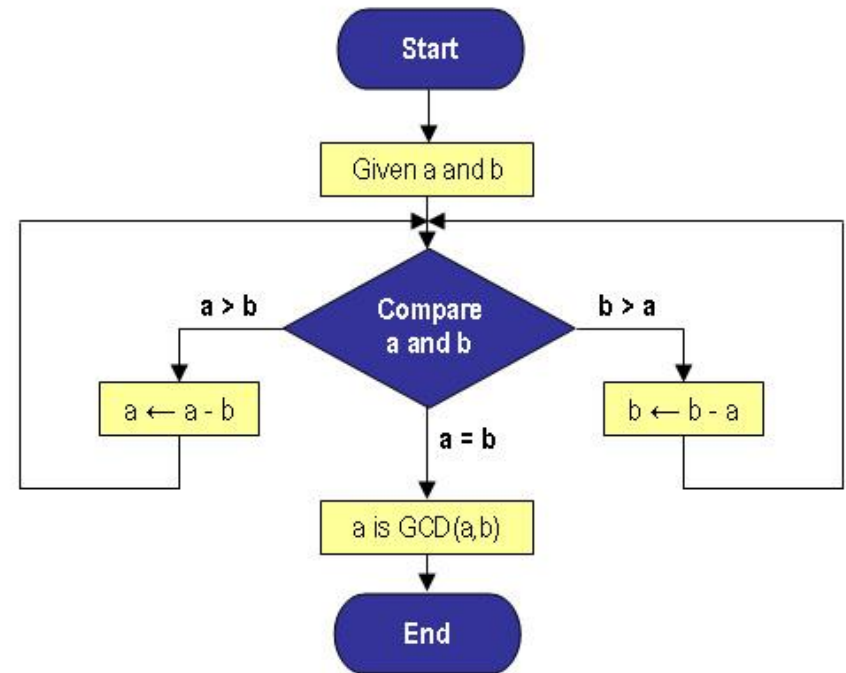 Start
Given a and b
a > b
Compare
a and b
b > a
a ← a - b
b ← b - a
a = b
a is GCD(a,b)
End